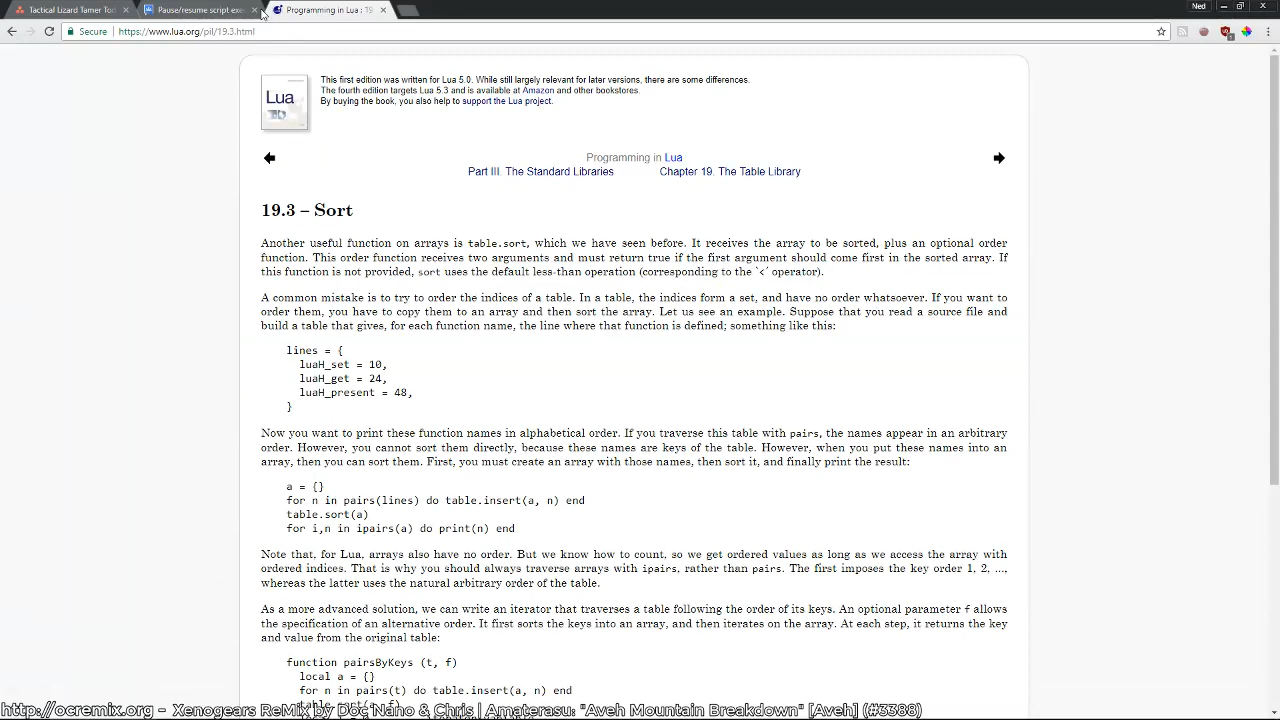 Tactical Lizard Tamer Too
Pause/resume script exe
Programming in Lua : 19
Ned
Secure
https://www.lua.org/pil/19.3.html
Lua
This first edition was written for Lua 5.0. While still largely relevant for later versions, there are some differences.
The fourth edition targets Lua 5.3 and is available at Amazon and other bookstores.
By buying the book, you also help to support the Lua project.
Programming in Lua
Part III. The Standard Libraries Chapter 19. The Table Library
19.3 – Sort
Another useful function on arrays is table.sort, which we have seen before. It receives the array to be sorted, plus an optional order
function. This order function receives two arguments and must return true if the first argument should come first in the sorted array. If
this function is not provided, sort uses the default less-than operation (corresponding to the `<´ operator).
A common mistake is to try to order the indices of a table. In a table, the indices form a set, and have no order whatsoever. If you want to
order them, you have to copy them to an array and then sort the array. Let us see an example. Suppose that you read a source file and
build a table that gives, for each function name, the line where that function is defined; something like this:
lines = {
luaH_set = 10,
luaH_get = 24,
luaH_present = 48,
}
Now you want to print these function names in alphabetical order. If you traverse this table with pairs, the names appear in an arbitrary
order. However, you cannot sort them directly, because these names are keys of the table. However, when you put these names into an
array, then you can sort them. First, you must create an array with those names, then sort it, and finally print the result:
a = {}
for n in pairs(lines) do table.insert(a, n) end
table.sort(a)
for i,n in ipairs(a) do print(n) end
Note that, for Lua, arrays also have no order. But we know how to count, so we get ordered values as long as we access the array with
ordered indices. That is why you should always traverse arrays with ipairs, rather than pairs. The first imposes the key order 1, 2, ...,
whereas the latter uses the natural arbitrary order of the table.
As a more advanced solution, we can write an iterator that traverses a table following the order of its keys. An optional parameter f allows
the specification of an alternative order. It first sorts the keys into an array, and then iterates on the array. At each step, it returns the key
and value from the original table:
function pairsByKeys (t, f)
local a = {}
for n in pairs(t) do table.insert(a, n) end
http://ocremix.org - Xenogears ReMix by Dj Nano & Chris | Amaterasu: "Aveh Mountain Breakdown" [Aveh] (#3388)